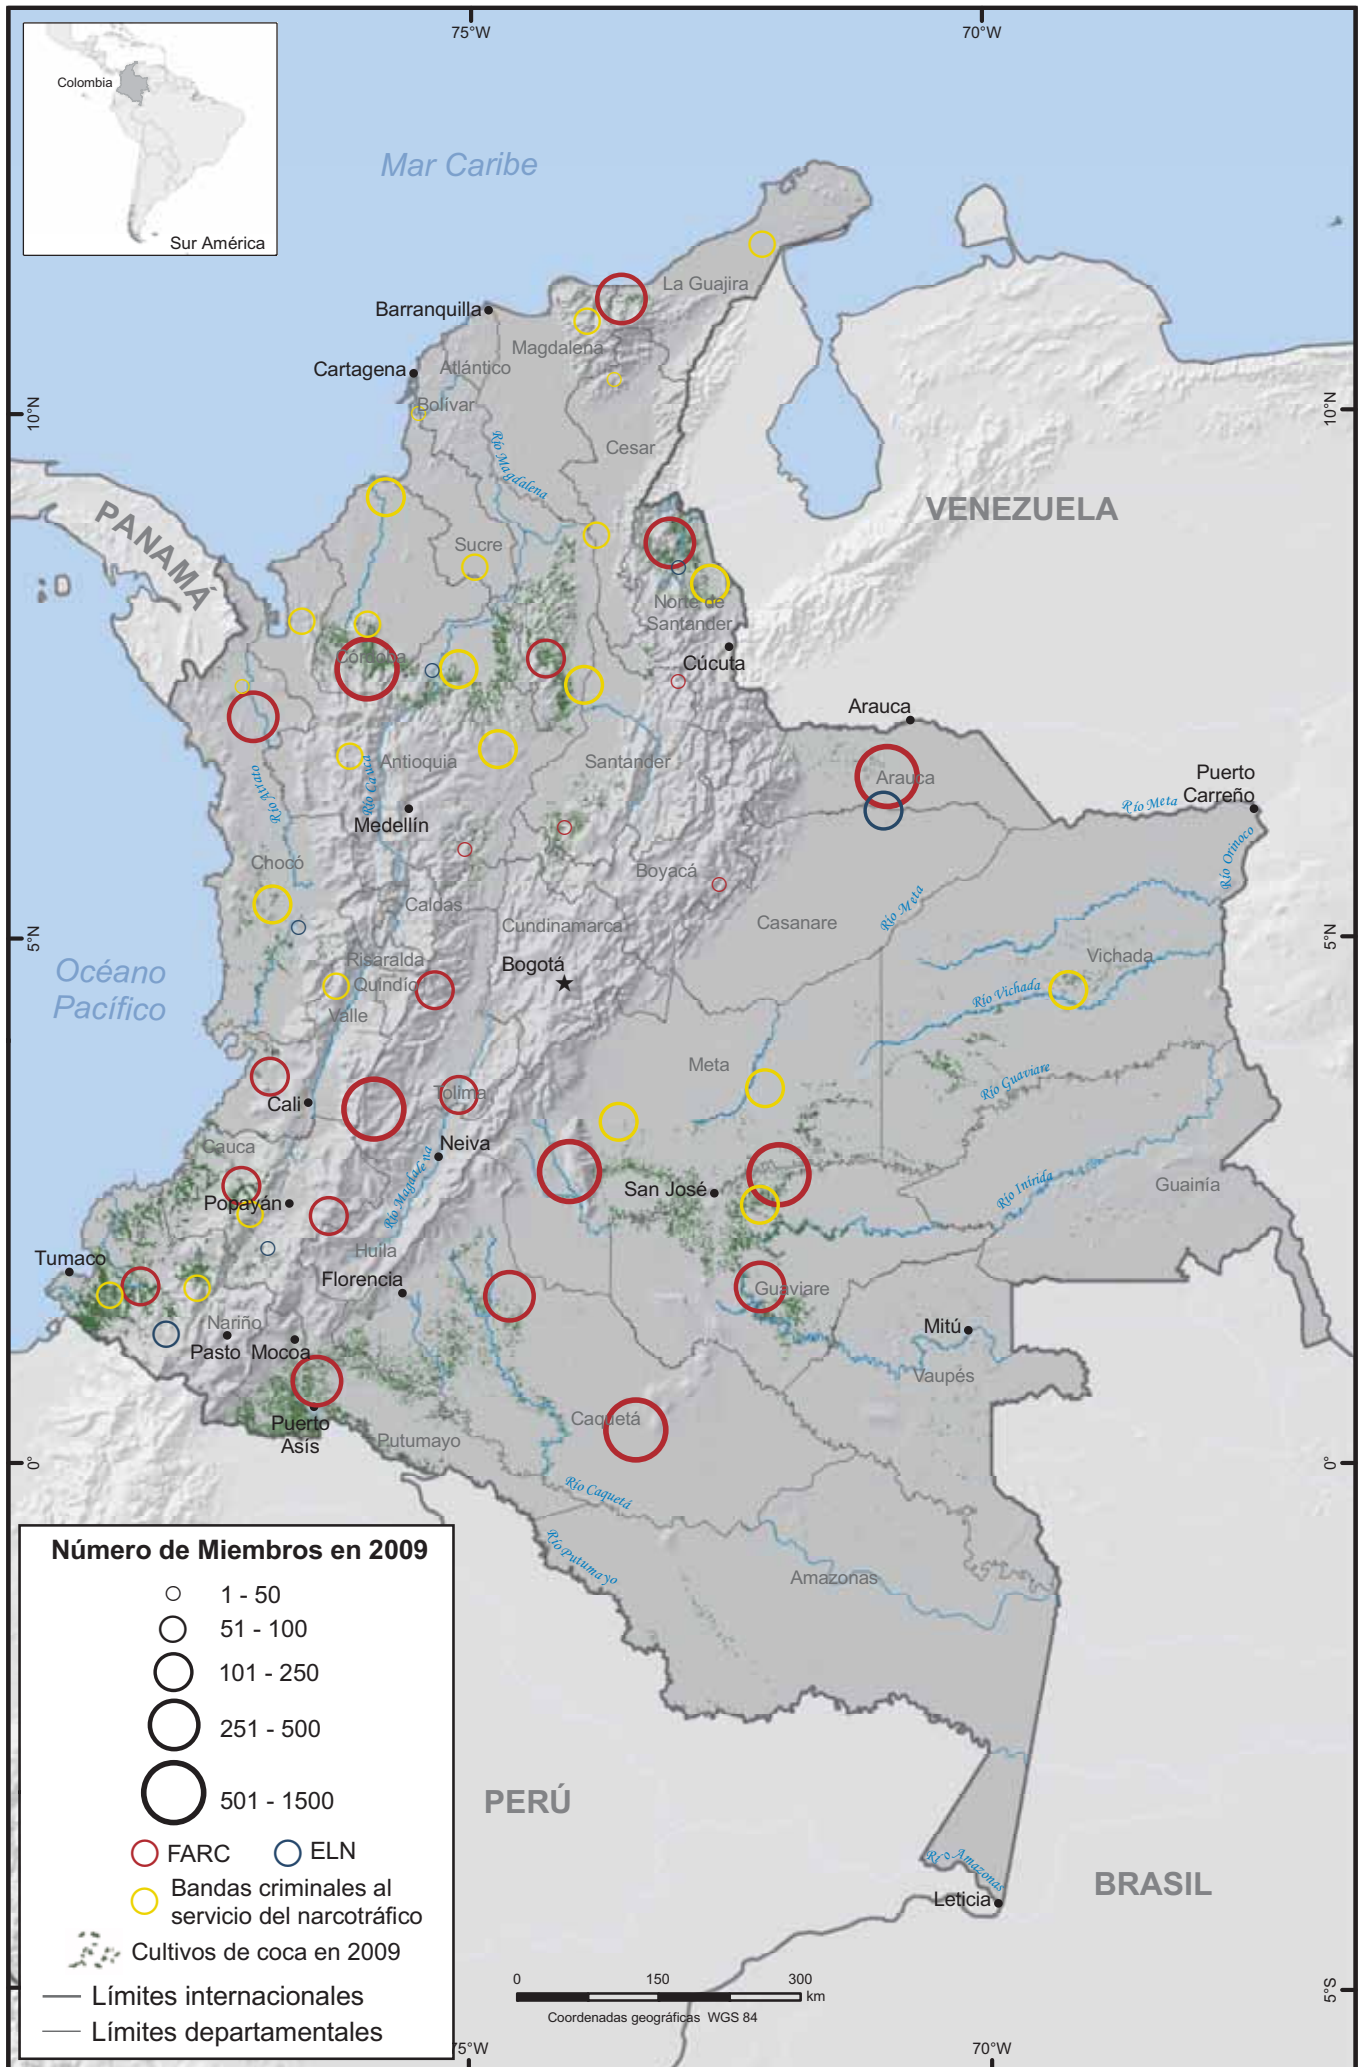 75°W
70°W
Colombia
Sur América
Mar Caribe
La Guajira
Barranquilla
Magdalena
Cartagena
Atlántico
Bolívar
10°N
10°N
Río Magdalena
Cesar
VENEZUELA
PANAMÁ
Sucre
Norte de
Santander
Córdoba
Cúcuta
Arauca
Antioquia
Santander
Arauca
Puerto
Carreño
Río Atrato
Río Cauca
Río Meta
Medellín
Río Orinoco
Chocó
Boyacá
Caldas
Cundinamarca
Casanare
Río Meta
5°N
5°N
Océano
Pacífico
Risaralda
Bogotá
Quindío
Vichada
Río Vichada
Valle
Meta
Río Guaviare
Tolima
Cali
Cauca
Neiva
Río Magdalena
San José
Río Inírida
Guainía
Popayán
Huila
Tumaco
Florencia
Guaviare
Nariño
Mitú
Pasto
Mocoa
Vaupés
Puerto
Asís
Caquetá
Putumayo
0°
0°
Río Caquetá
Río Putumayo
Amazonas
Número de Miembros en 2009
1 - 50
51 - 100
101 - 250
251 - 500
501 - 1500
FARC
ELN
Bandas criminales al
servicio del narcotráfico
Cultivos de coca en 2009
Límites internacionales
Límites departamentales
PERÚ
BRASIL
Río Amazonas
Leticia
0
150
300
km
Coordenadas geográficas WGS 84
5°S
75°W
70°W